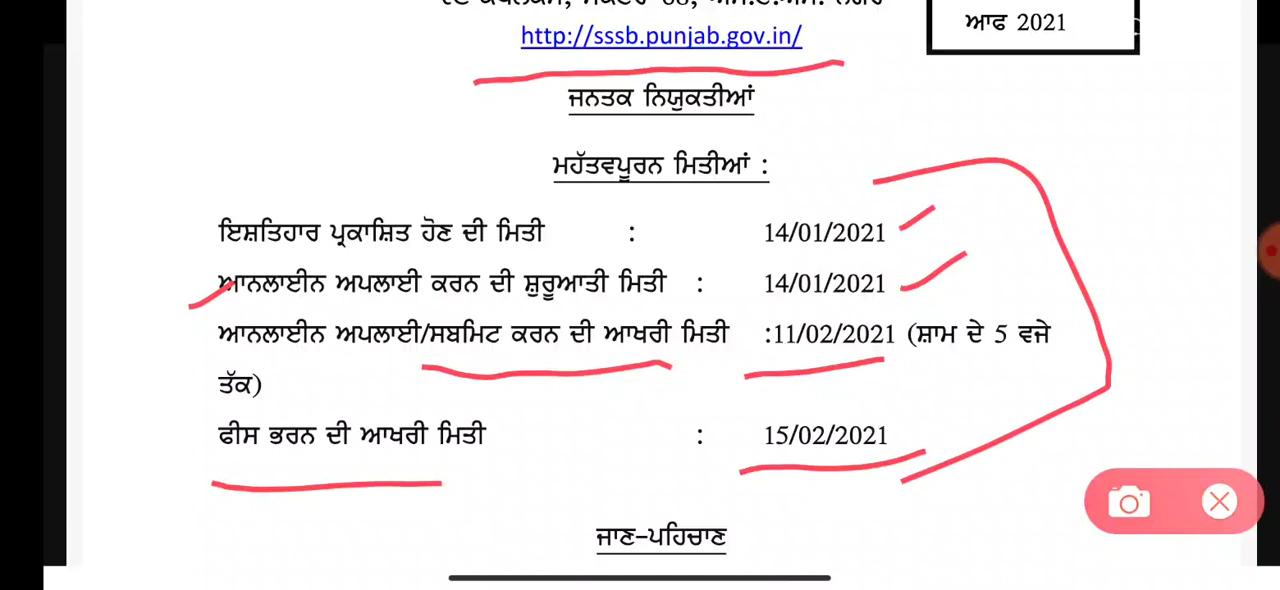 ਆਫ 2021
http://sssb.punjab.gov.in/
ਜਨਤਕ ਨਿਯੁਕਤੀਆਂ
ਮਹੱਤਵਪੂਰਨ ਮਿਤੀਆਂ :
ਇਸ਼ਤਿਹਾਰ ਪ੍ਰਕਾਸ਼ਿਤ ਹੋਣ ਦੀ ਮਿਤੀ : 14/01/2021
ਆਨਲਾਈਨ ਅਪਲਾਈ ਕਰਨ ਦੀ ਸ਼ੁਰੂਆਤੀ ਮਿਤੀ : 14/01/2021
ਆਨਲਾਈਨ ਅਪਲਾਈ/ਸਬਮਿਟ ਕਰਨ ਦੀ ਆਖਰੀ ਮਿਤੀ :11/02/2021 (ਸ਼ਾਮ ਦੇ 5 ਵਜੇ
ਤੱਕ)
ਫੀਸ ਭਰਨ ਦੀ ਆਖਰੀ ਮਿਤੀ : 15/02/2021
ਜਾਣ-ਪਹਿਚਾਣ